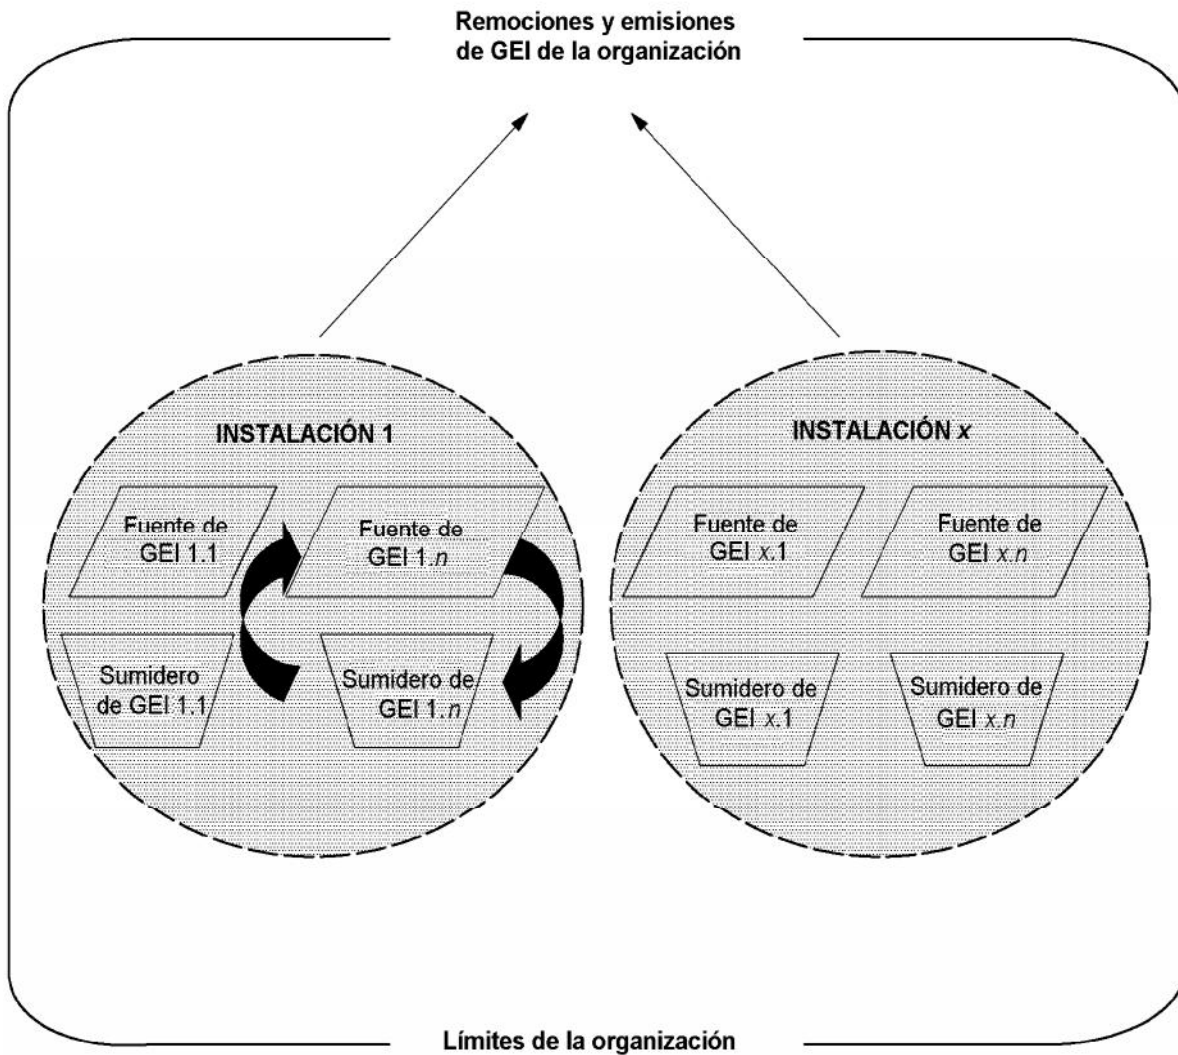 Remociones y emisiones
de GEI de la organización
INSTALACIÓN 1
Fuente de
GEI 1.1
Fuente de
GEI 1.n
Sumidero
de GEI 1.1
Sumidero de
GEI 1.n
INSTALACIÓN x
Fuente de
GEI x.1
Fuente de
GEI x.n
Sumidero de
GEI x.1
Sumidero de
GEI x.n
Límites de la organización